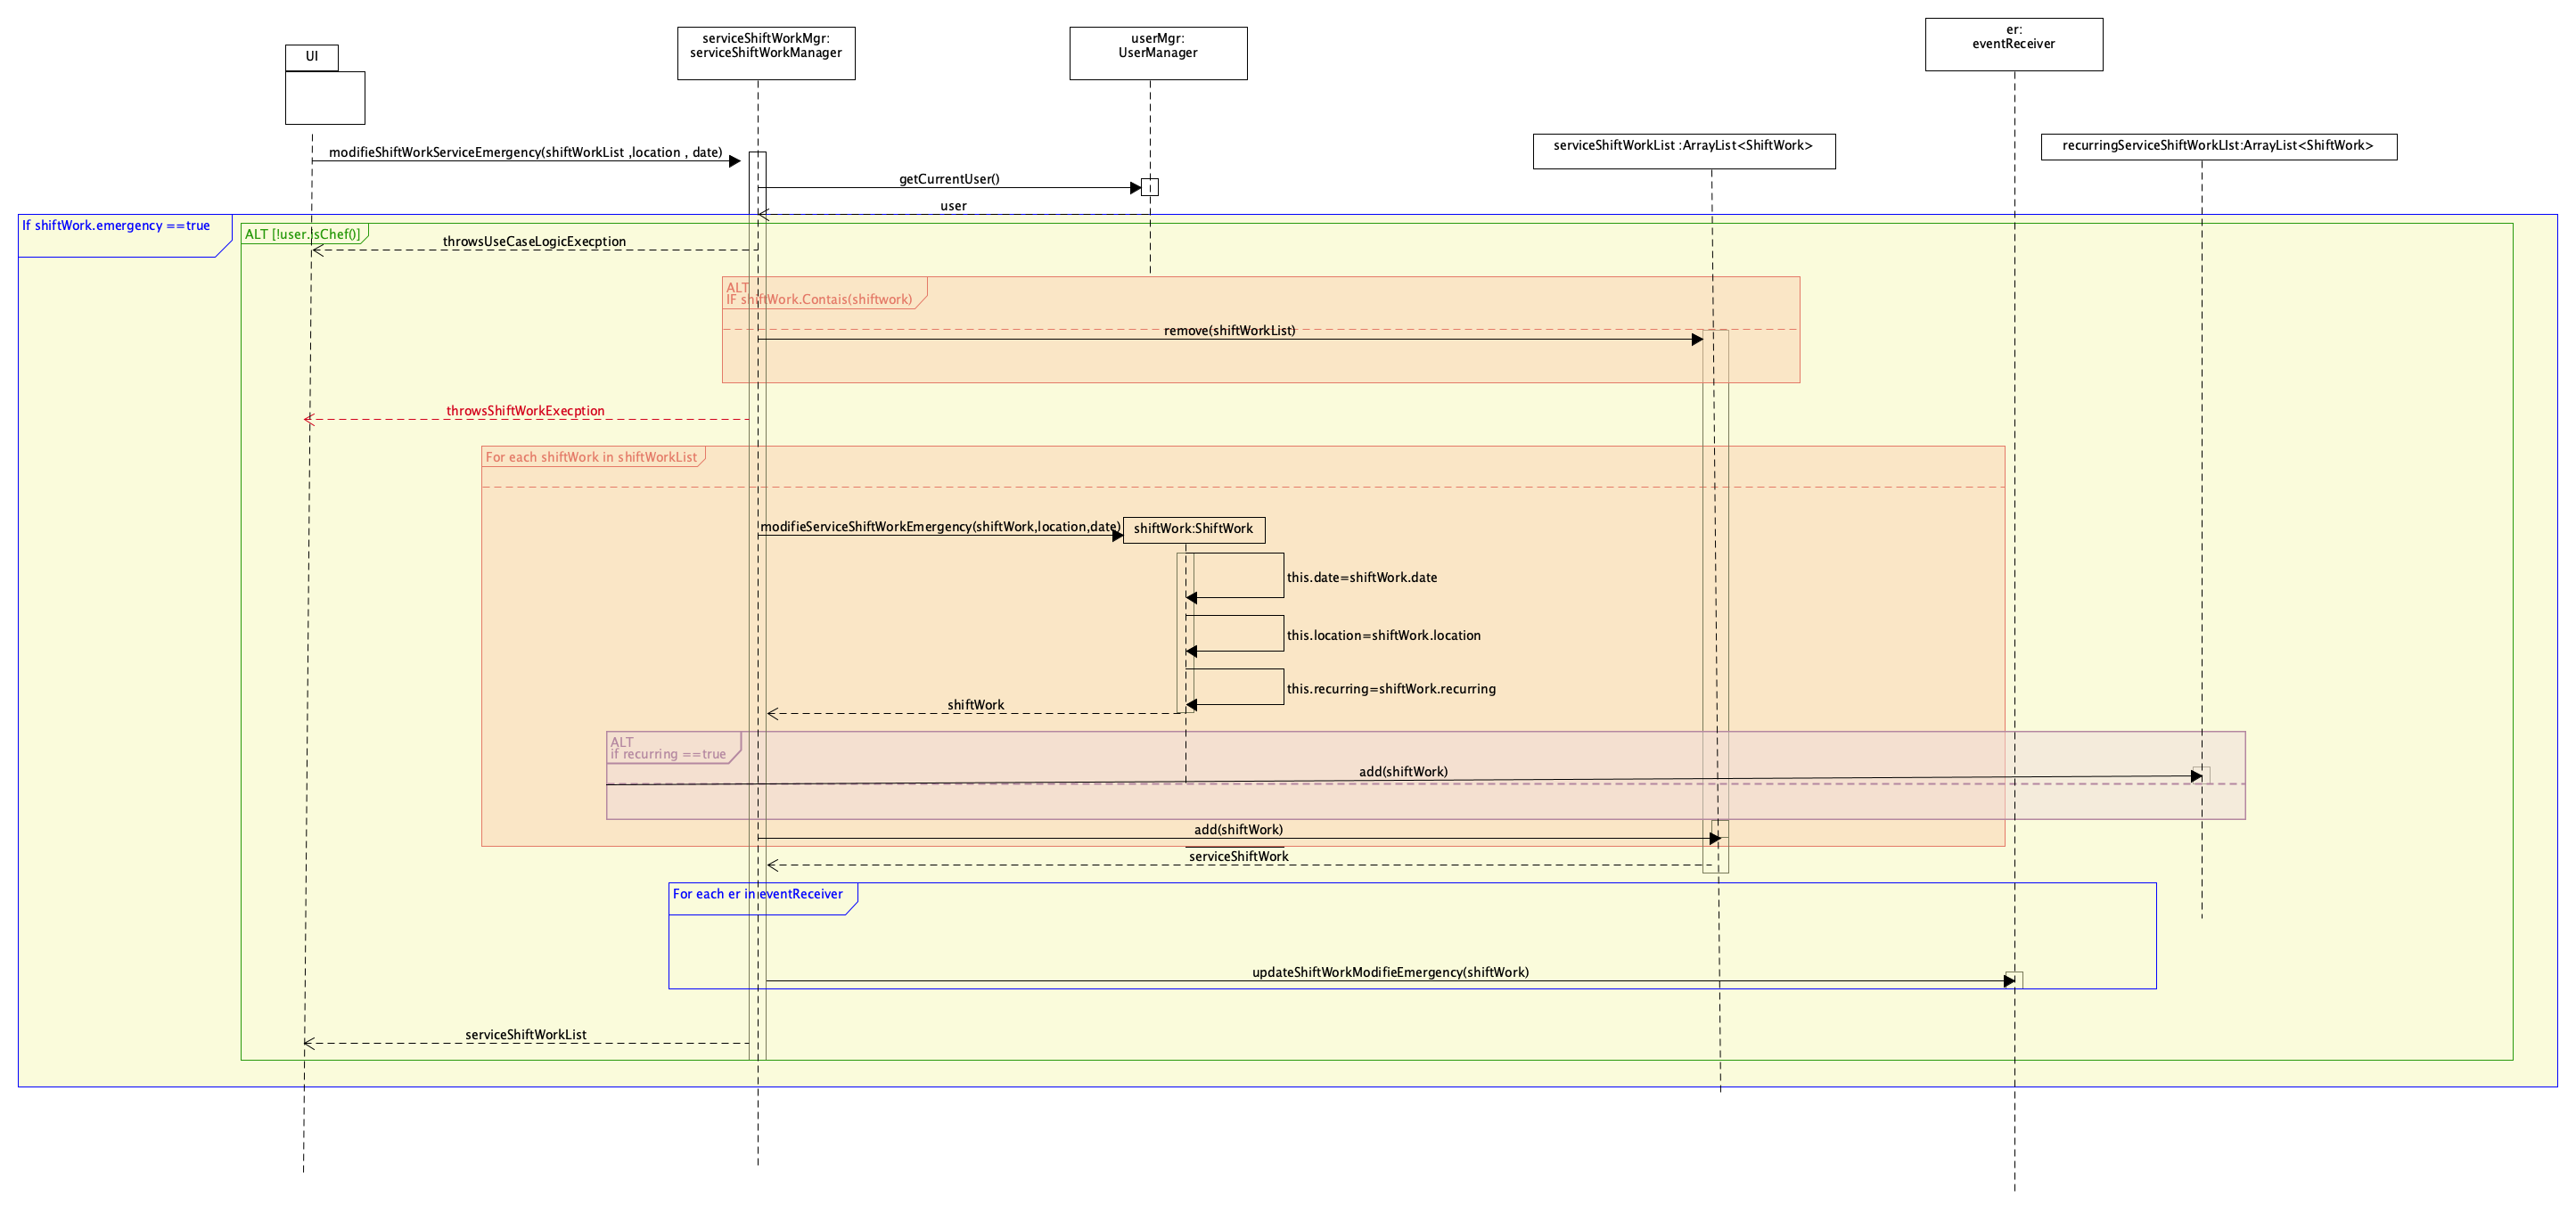 er:
eventReceiver
serviceShiftWorkMgr:
serviceShiftWorkManager
userMgr:
UserManager
UI
serviceShiftWorkList :ArrayList<ShiftWork>
recurringServiceShiftWorkLIst:ArrayList<ShiftWork>
modifieShiftWorkServiceEmergency(shiftWorkList ,location , date)
getCurrentUser()
user
If shiftWork.emergency ==true
ALT [!user.isChef()]
throwsUseCaseLogicExecption
ALT
IF shiftWork.Contais(shiftwork)
remove(shiftWorkList)
throwsShiftWorkExecption
For each shiftWork in shiftWorkList
modifieServiceShiftWorkEmergency(shiftWork,location,date)
shiftWork:ShiftWork
this.date=shiftWork.date
this.location=shiftWork.location
this.recurring=shiftWork.recurring
shiftWork
ALT
if recurring ==true
add(shiftWork)
add(shiftWork)
serviceShiftWork
For each er in eventReceiver
updateShiftWorkModifieEmergency(shiftWork)
serviceShiftWorkList